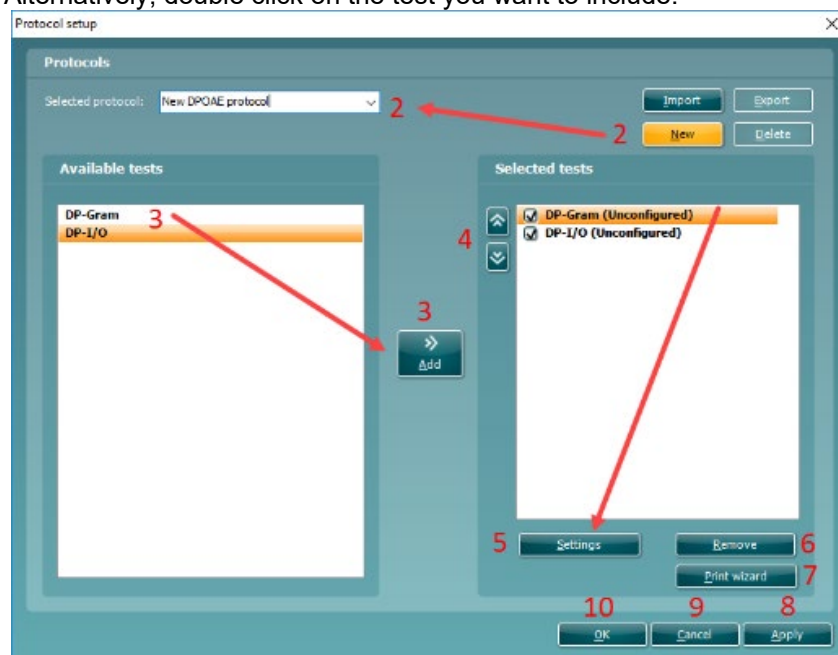 Alternatively, double click on the test you want to include.
Protocol setup
Protocols
Selected protocol: New DPOAE protocol 2 Import Export
2 New Delete
Available tests Selected tests
DP-Gram DP-Gram (Unconfigured)
3
DP-I/O 4 DP-I/O (Unconfigured)
3
Add
5 Settings Remove 6
Print wizard 7
10 9 8
OK Cancel Apply